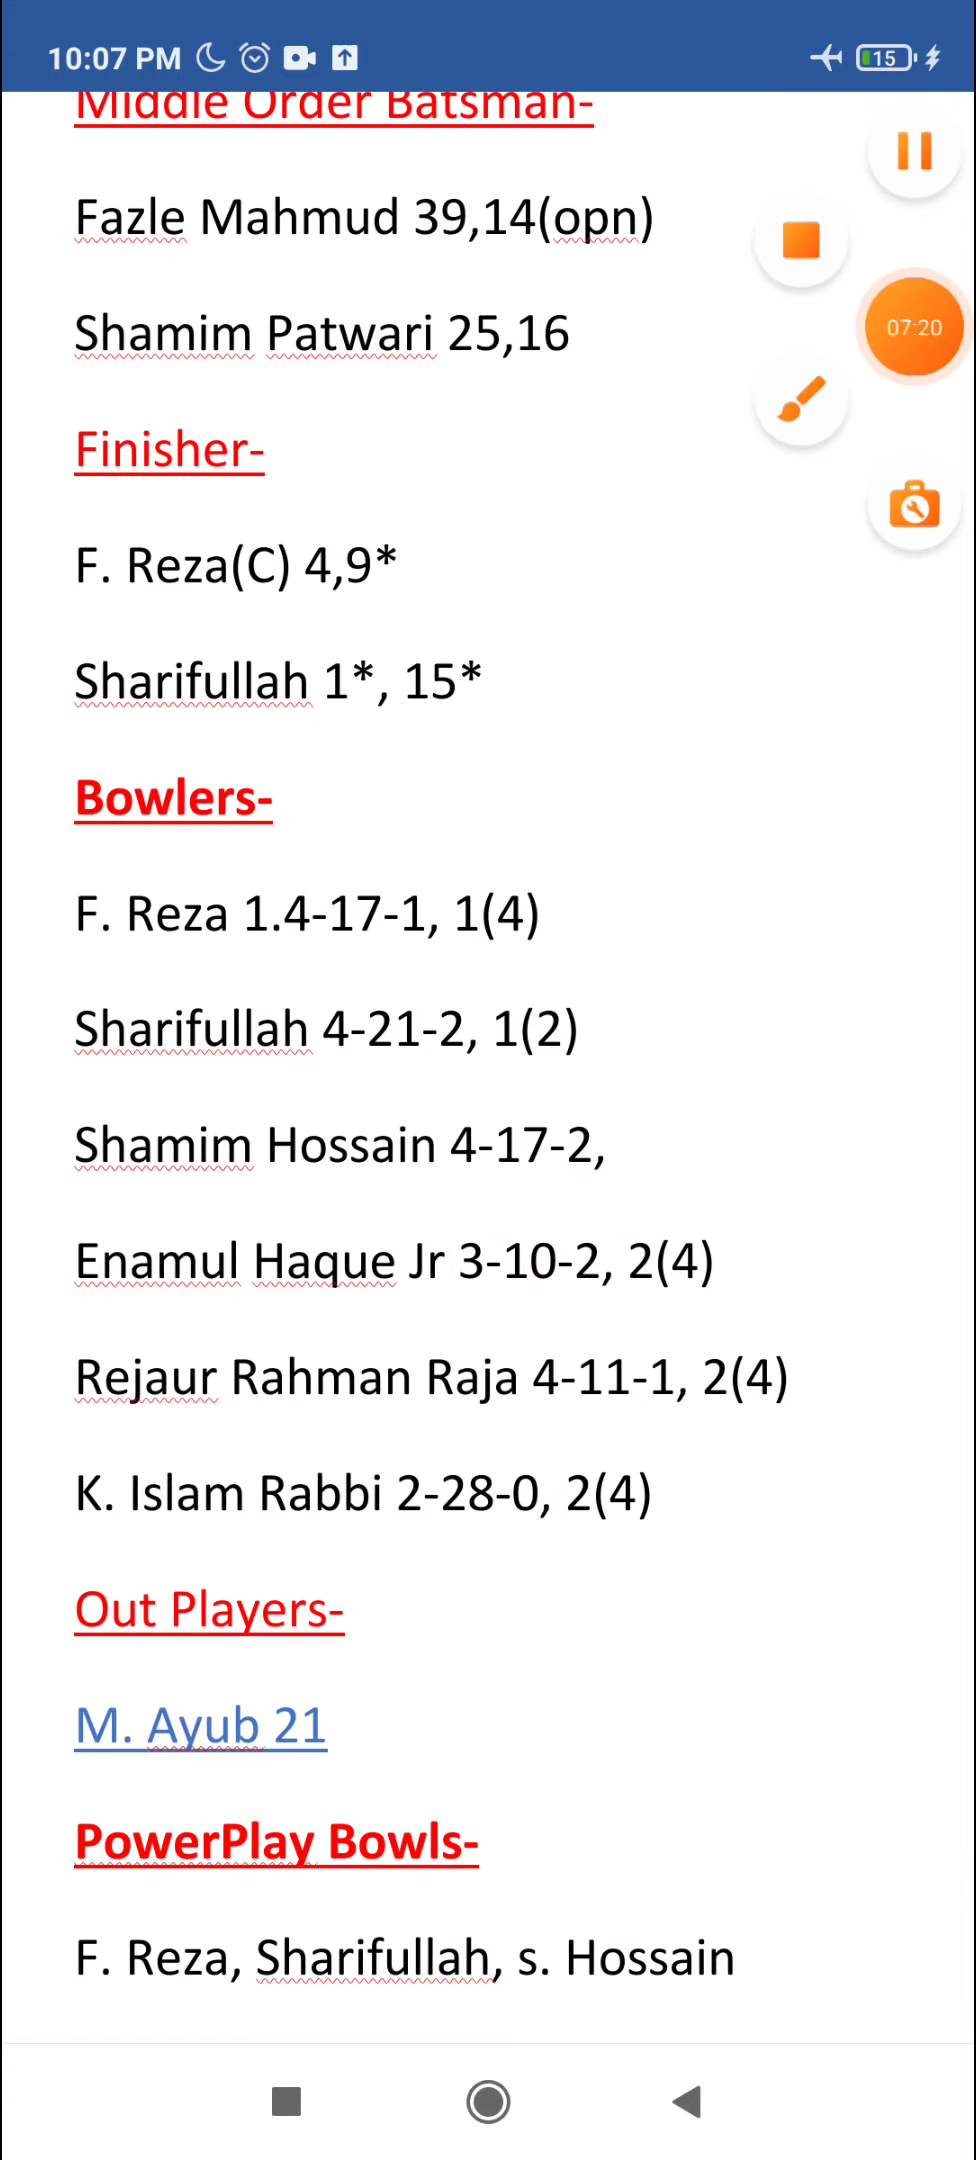 10:07 PM
15
Middle Order Batsman-
Fazle Mahmud 39,14(opn)
Shamim Patwari 25,16
07:20
Finisher-
F. Reza(C) 4,9*
Sharifullah 1*, 15*
Bowlers-
F. Reza 1.4-17-1, 1(4)
Sharifullah 4-21-2, 1(2)
Shamim Hossain 4-17-2,
Enamul Haque Jr 3-10-2, 2(4)
Rejaur Rahman Raja 4-11-1, 2(4)
K. Islam Rabbi 2-28-0, 2(4)
Out Players-
M. Ayub 21
PowerPlay Bowls-
F. Reza, Sharifullah, s. Hossain